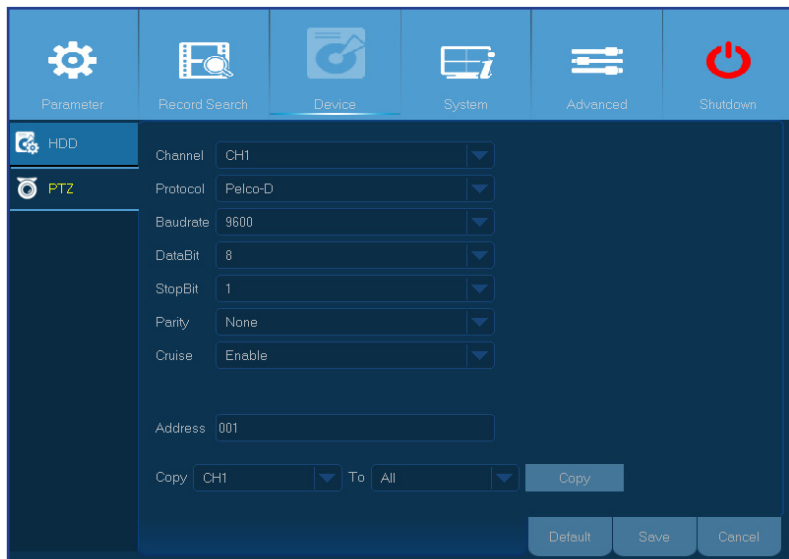 Parameter Record Search Device System Advanced Shutdown
HDD
PTZ
Channel CH1
Protocol Pelco-D
Baudrate 9600
DataBit 8
StopBit 1
Parity None
Cruise Enable
Address 001
Copy CH1 To All Copy
Default Save Cancel